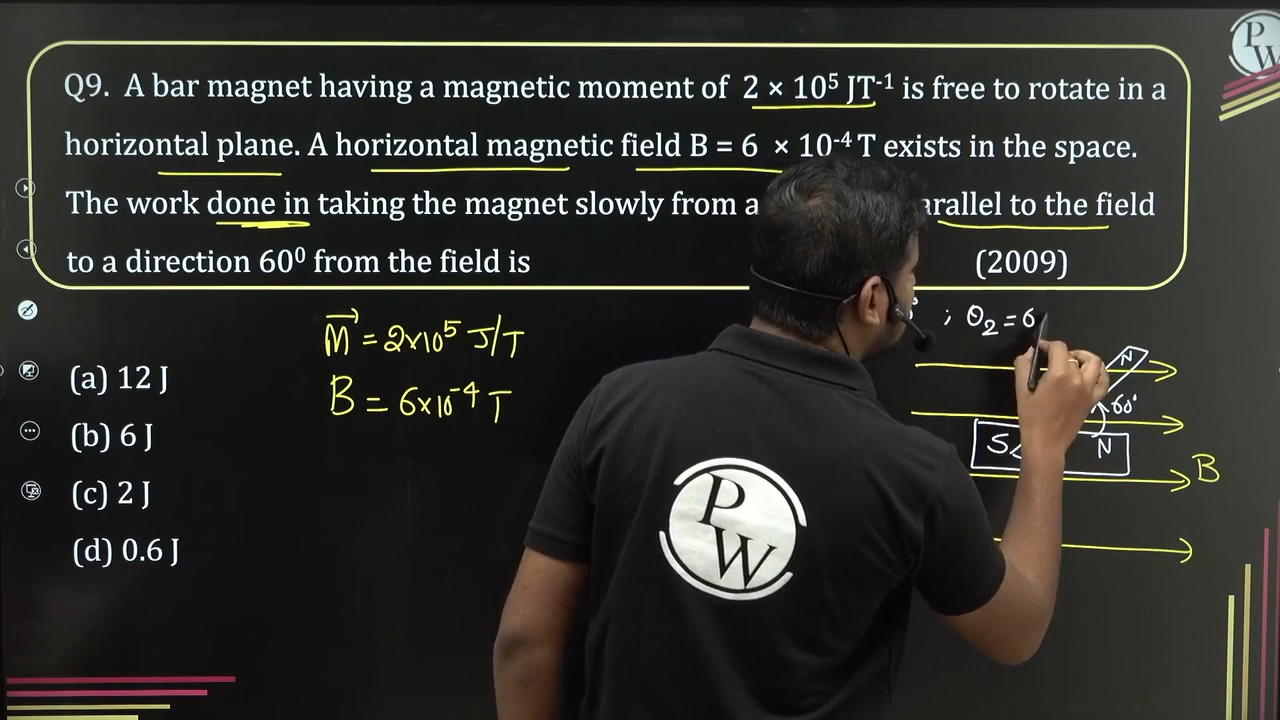 Q9. A bar magnet having a magnetic moment of 2 × 10⁵ JT⁻¹ is free to rotate in a
horizontal plane. A horizontal magnetic field B = 6 × 10⁻⁴ T exists in the space.
The work done in taking the magnet slowly from a arallel to the field
to a direction 60⁰ from the field is (2009)
; θ₂ = 6
M⃗ = 2×10⁵ J/T
B = 6×10⁻⁴ T
(a) 12 J
(b) 6 J
(c) 2 J
(d) 0.6 J
N
60°
S N
B
P W
P W